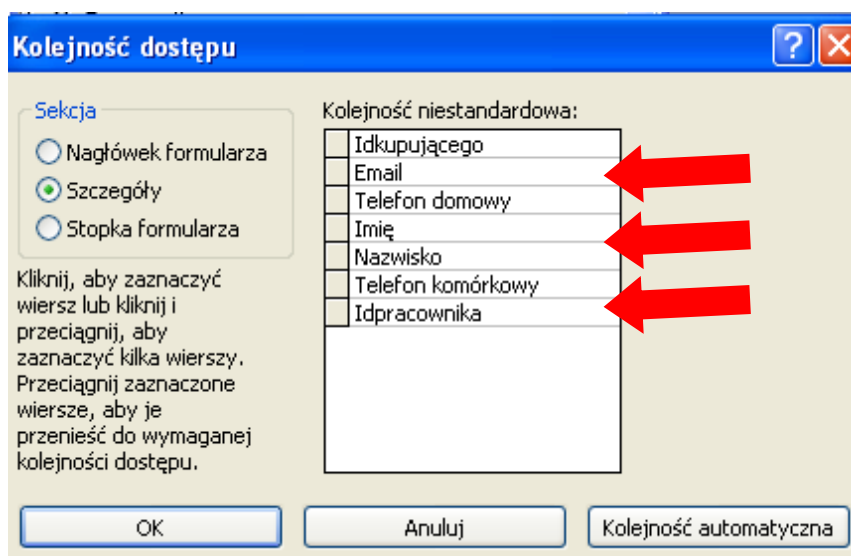 Kolejność dostępu
Sekcja
Nagłówek formularza
Szczegóły
Stopka formularza
Kliknij, aby zaznaczyć
wiersz lub kliknij i
przeciągnij, aby
zaznaczyć kilka wierszy.
Przeciągnij zaznaczone
wiersze, aby je
przenieść do wymaganej
kolejności dostępu.
Kolejność niestandardowa:
Idkupującego
Email
Telefon domowy
Imię
Nazwisko
Telefon komórkowy
Idpracownika
OK
Anuluj
Kolejność automatyczna